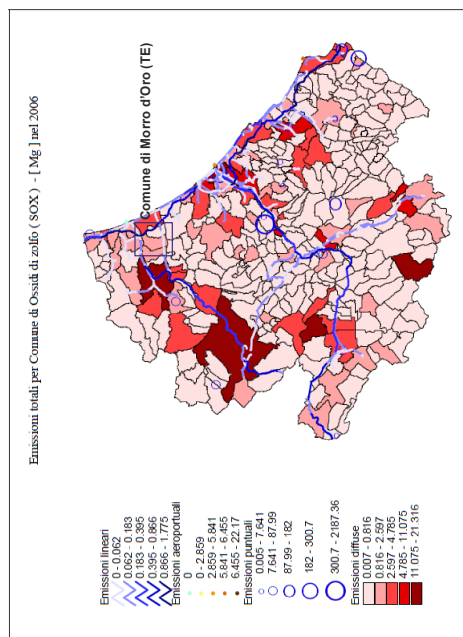 Emissioni totali per Comune di Ossidi di zolfo ( SOX ) - [ Mg ] nel 2006
Comune di Morro d'Oro (TE)
Emissioni lineari
0 - 0.062
0.062 - 0.183
0.183 - 0.395
0.395 - 0.866
0.866 - 1.775
Emissioni aeroportuali
0
0 - 2.859
2.859 - 5.841
5.841 - 6.455
6.455 - 22.17
Emissioni puntuali
0.005 - 7.641
7.641 - 87.99
87.99 - 182
182 - 300.7
300.7 - 2187.36
Emissioni diffuse
0.007 - 0.816
0.816 - 2.597
2.597 - 4.785
4.785 - 11.075
11.075 - 21.316